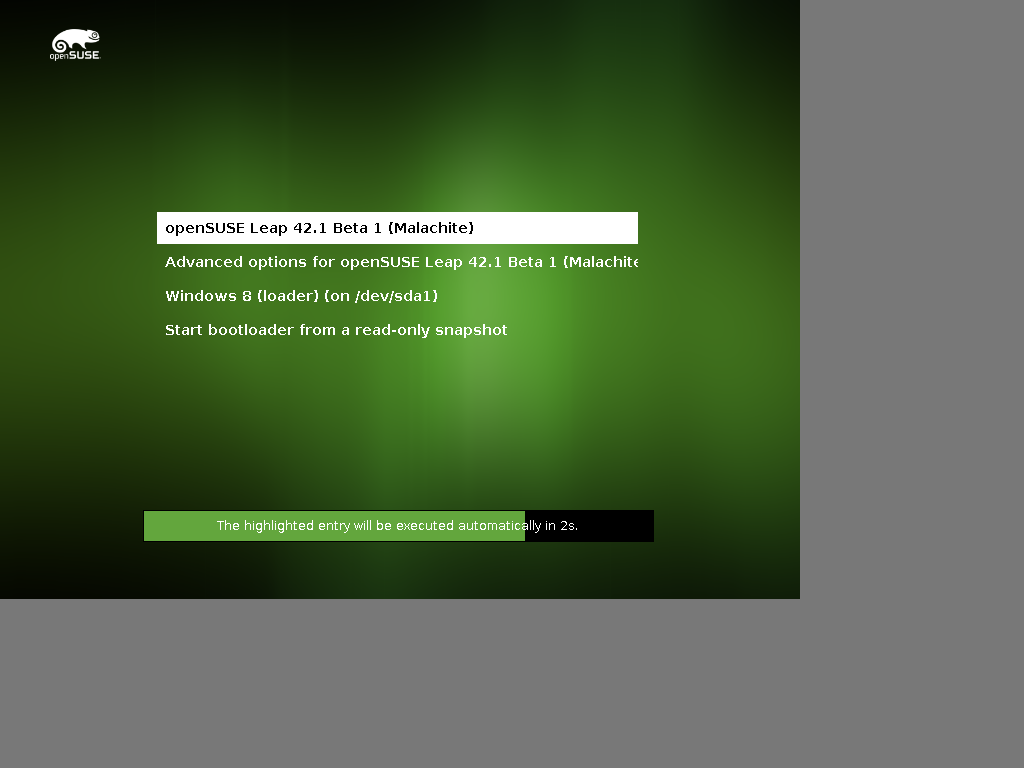 openSUSE
openSUSE Leap 42.1 Beta 1 (Malachite)
Advanced options for openSUSE Leap 42.1 Beta 1 (Malachite
Windows 8 (loader) (on /dev/sda1)
Start bootloader from a read-only snapshot
The highlighted entry will be executed automatically in 2s.